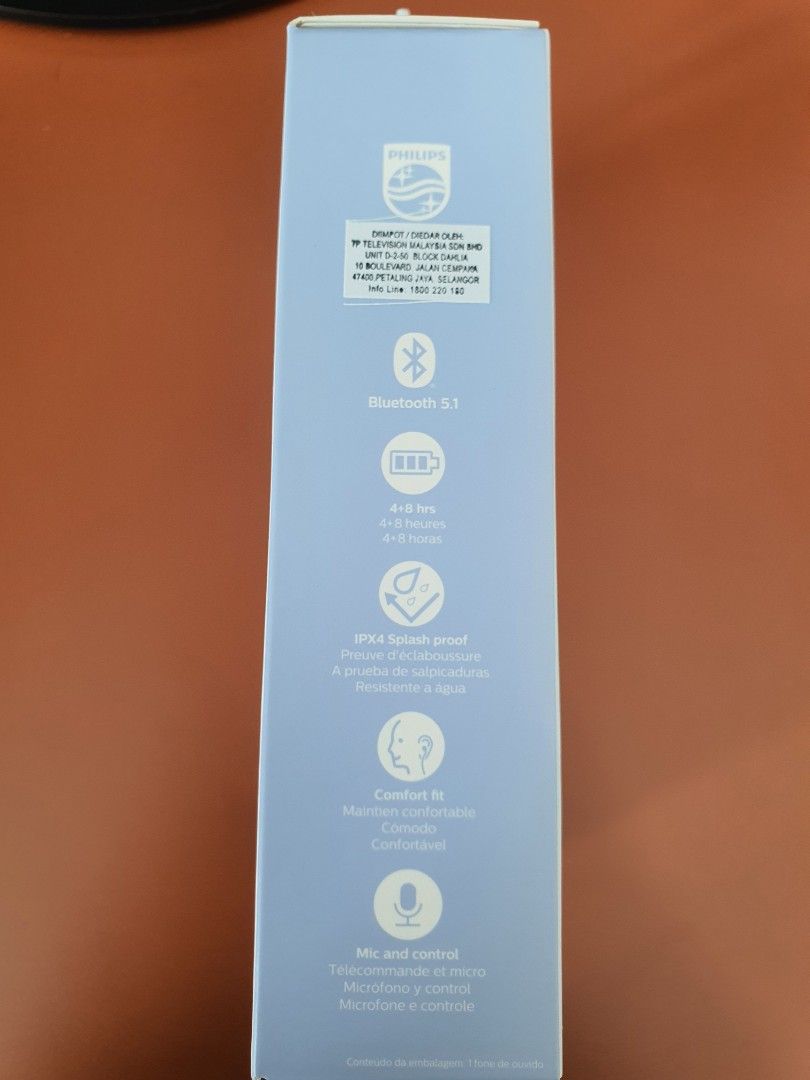 PHILIPS
DIIMPOT / DIEDAR OLEH:
TP TELEVISION MALAYSIA SDN BHD
UNIT D-2-50, BLOCK DAHLIA
10 BOULEVARD, JALAN CEMPAKA
47400 PETALING JAYA, SELANGOR
Info Line: 1800 220 180
Bluetooth 5.1
4+8 hrs
4+8 heures
4+8 horas
IPX4 Splash proof
Preuve d'éclaboussure
A prueba de salpicaduras
Resistente a água
Comfort fit
Maintien confortable
Cómodo
Confortável
Mic and control
Télécommande et micro
Micrófono y control
Microfone e controle
Conteúdo da embalagem: 1 fone de ouvido